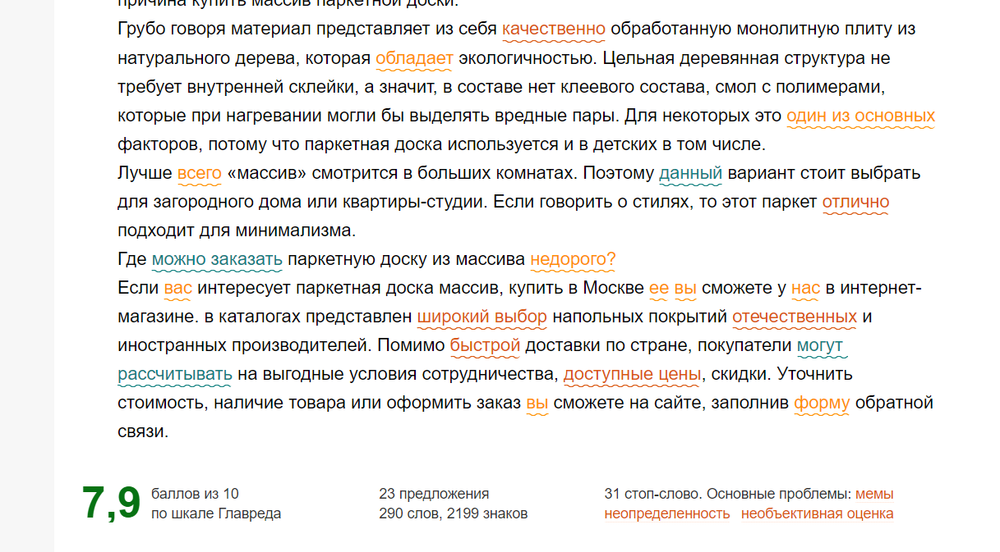 причина купить массив паркетной доски.
Грубо говоря материал представляет из себя качественно обработанную монолитную плиту из
натурального дерева, которая обладает экологичностью. Цельная деревянная структура не
требует внутренней склейки, а значит, в составе нет клеевого состава, смол с полимерами,
которые при нагревании могли бы выделять вредные пары. Для некоторых это один из основных
факторов, потому что паркетная доска используется и в детских в том числе.
Лучше всего «массив» смотрится в больших комнатах. Поэтому данный вариант стоит выбрать
для загородного дома или квартиры-студии. Если говорить о стилях, то этот паркет отлично
подходит для минимализма.
Где можно заказать паркетную доску из массива недорого?
Если вас интересует паркетная доска массив, купить в Москве ее вы сможете у нас в интернет-
магазине. в каталогах представлен широкий выбор напольных покрытий отечественных и
иностранных производителей. Помимо быстрой доставки по стране, покупатели могут
рассчитывать на выгодные условия сотрудничества, доступные цены, скидки. Уточнить
стоимость, наличие товара или оформить заказ вы сможете на сайте, заполнив форму обратной
связи.
7,9 баллов из 10 23 предложения 31 стоп-слово. Основные проблемы: мемы
по шкале Главреда 290 слов, 2199 знаков неопределенность необъективная оценка